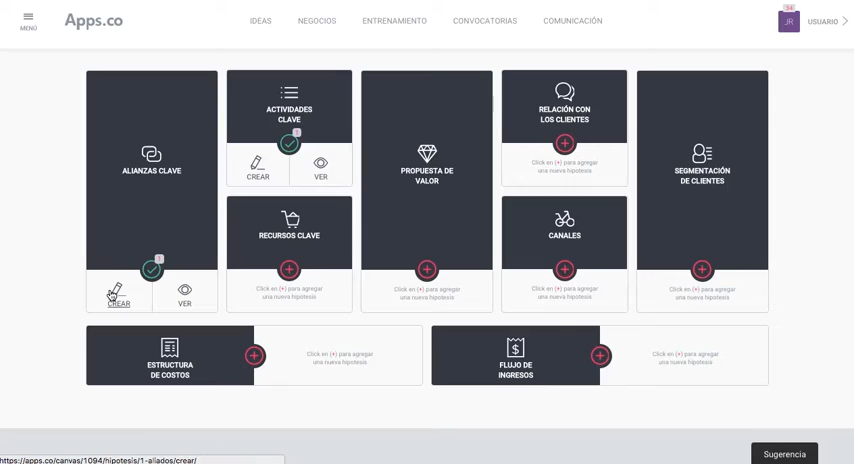 MENÚ
Apps.co
IDEAS
NEGOCIOS
ENTRENAMIENTO
CONVOCATORIAS
COMUNICACIÓN
34
JR
USUARIO
ALIANZAS CLAVE
1
CREAR
VER
ACTIVIDADES
CLAVE
1
CREAR
VER
RECURSOS CLAVE
Click en (+) para agregar
una nueva hipotesis
PROPUESTA DE
VALOR
Click en (+) para agregar
una nueva hipotesis
RELACIÓN CON
LOS CLIENTES
Click en (+) para agregar
una nueva hipotesis
CANALES
Click en (+) para agregar
una nueva hipotesis
SEGMENTACIÓN
DE CLIENTES
Click en (+) para agregar
una nueva hipotesis
ESTRUCTURA
DE COSTOS
Click en (+) para agregar
una nueva hipotesis
FLUJO DE
INGRESOS
Click en (+) para agregar
una nueva hipotesis
Sugerencia
https://apps.co/canvas/1094/hipotesis/1-aliados/crear/